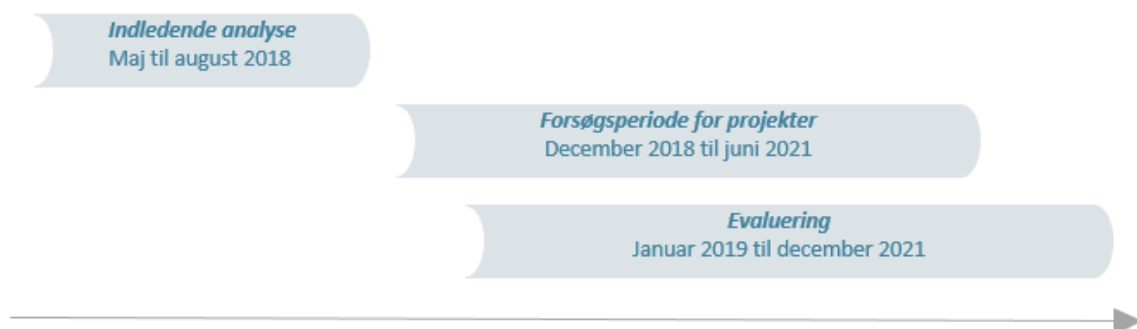 Indledende analyse
Maj til august 2018
Forsøgsperiode for projekter
December 2018 til juni 2021
Evaluering
Januar 2019 til december 2021